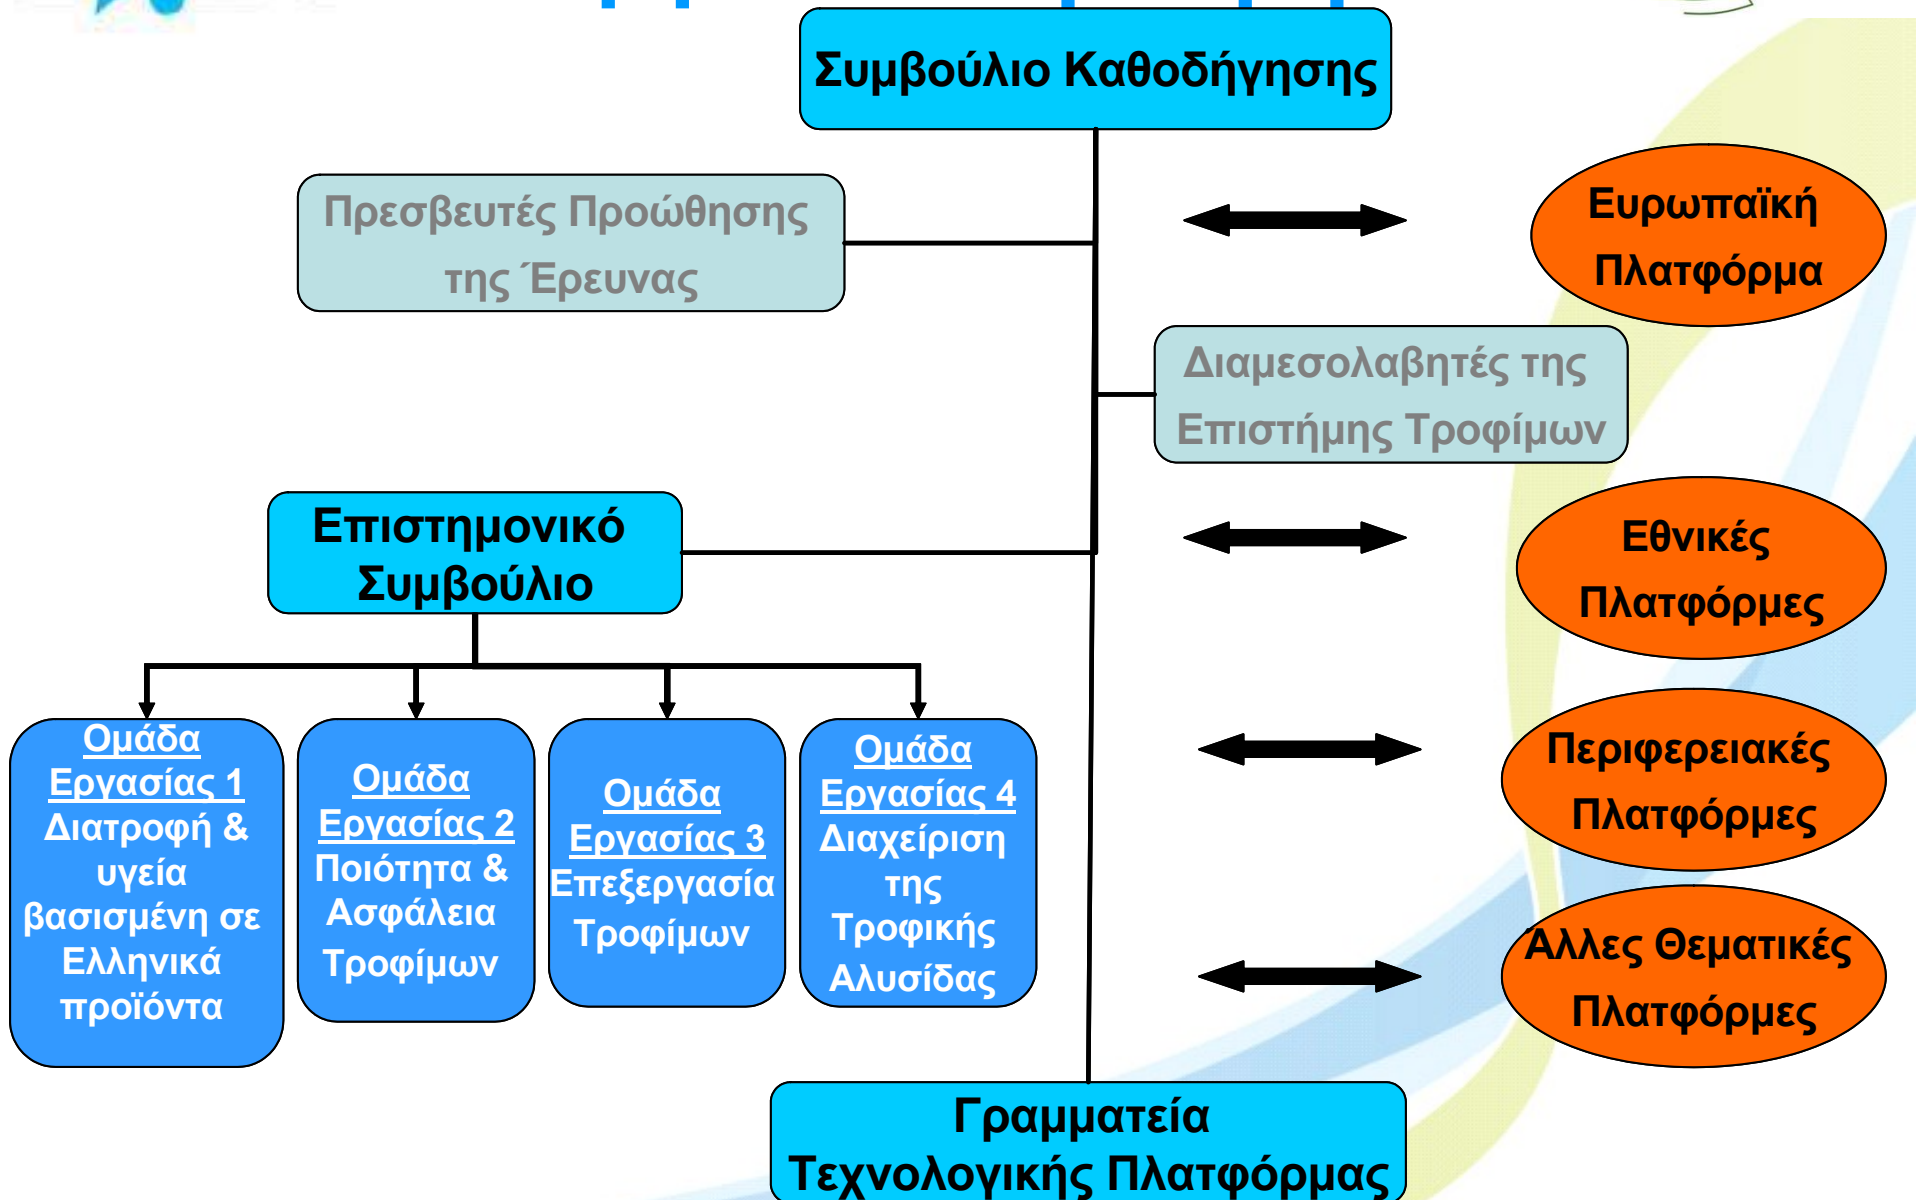 Συμβούλιο Καθοδήγησης
Πρεσβευτές Προώθησης
της Έρευνας
Ευρωπαϊκή
Πλατφόρμα
Διαμεσολαβητές της
Επιστήμης Τροφίμων
Επιστημονικό
Συμβούλιο
Εθνικές
Πλατφόρμες
Ομάδα
Εργασίας 1
Διατροφή &
υγεία
βασισμένη σε
Ελληνικά
προϊόντα
Ομάδα
Εργασίας 2
Ποιότητα &
Ασφάλεια
Τροφίμων
Ομάδα
Εργασίας 3
Επεξεργασία
Τροφίμων
Ομάδα
Εργασίας 4
Διαχείριση
της
Τροφικής
Αλυσίδας
Περιφερειακές
Πλατφόρμες
Άλλες Θεματικές
Πλατφόρμες
Γραμματεία
Τεχνολογικής Πλατφόρμας